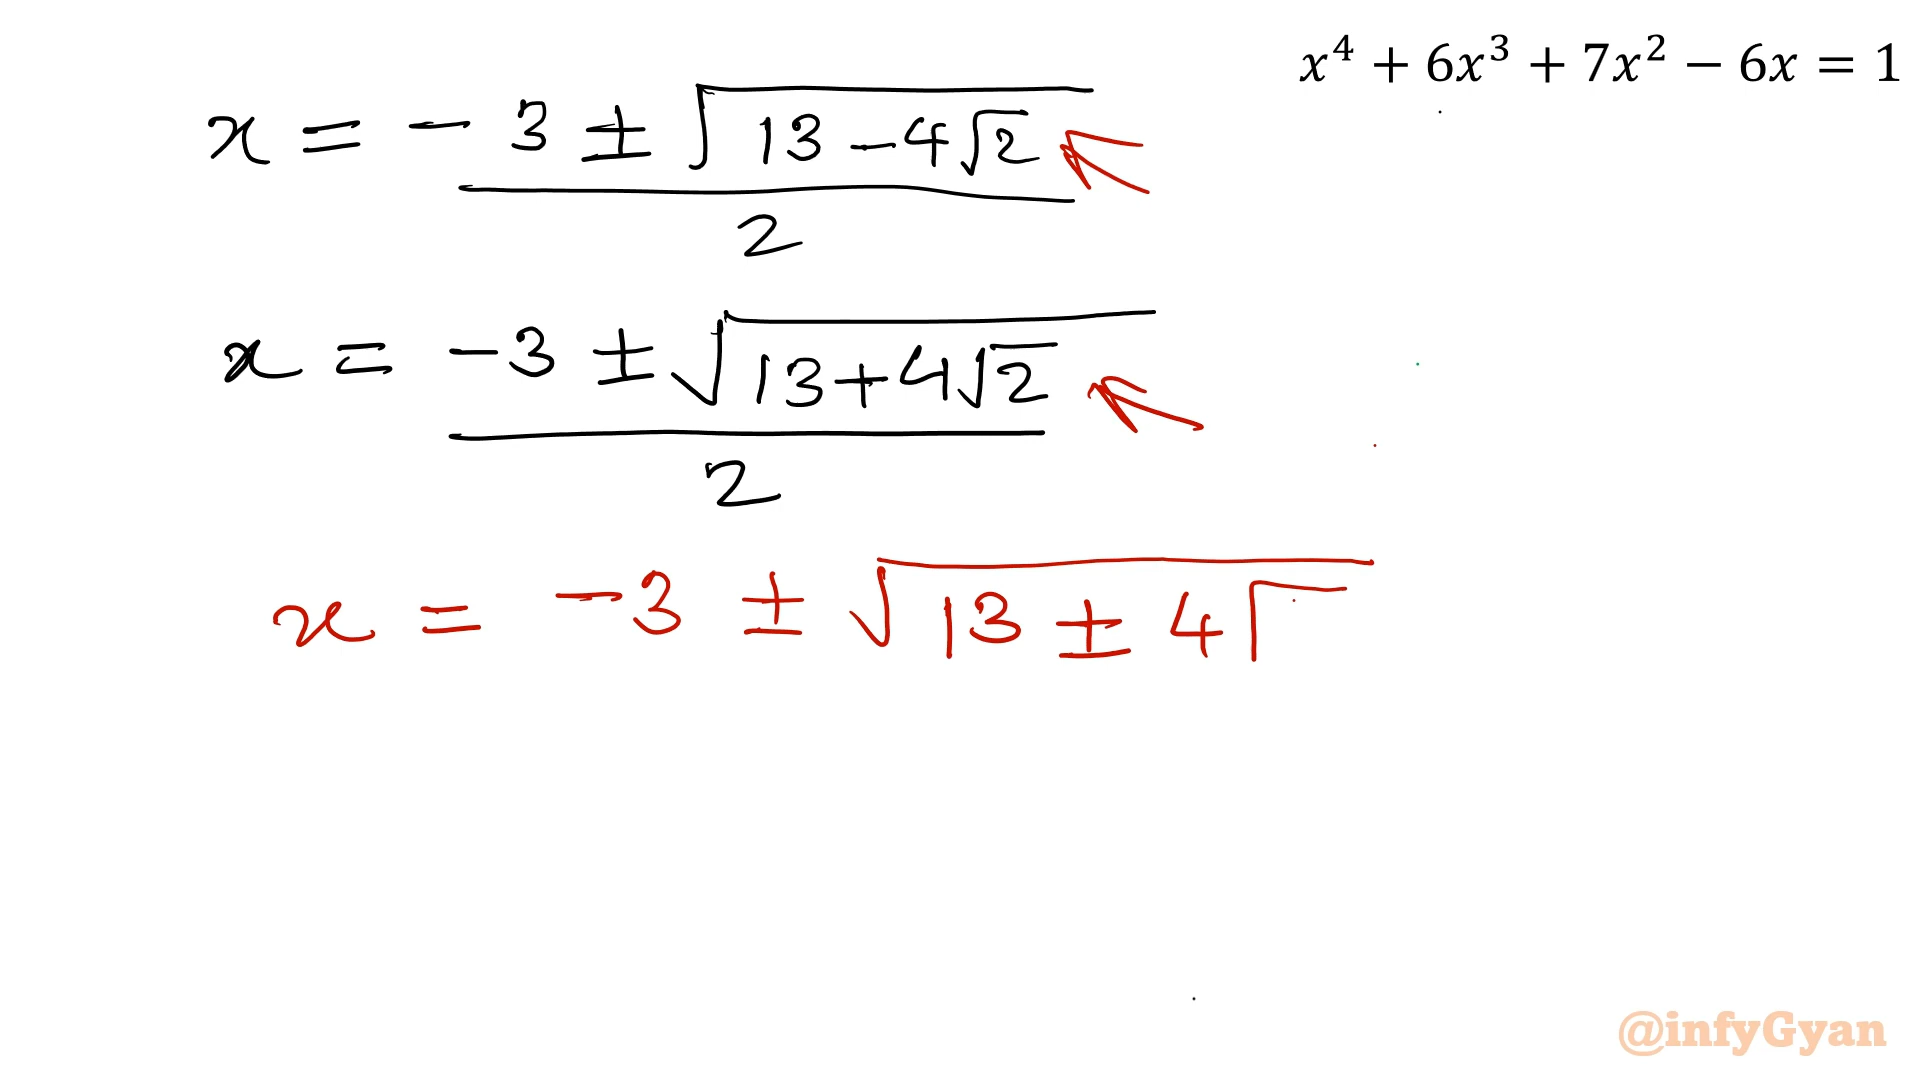 x⁴ + 6x³ + 7x² − 6x = 1
x = − 3 ± √(13 − 4√2)
2
x = −3 ± √(13 + 4√2)
2
x = −3 ± √(13 ± 4√
@infyGyan